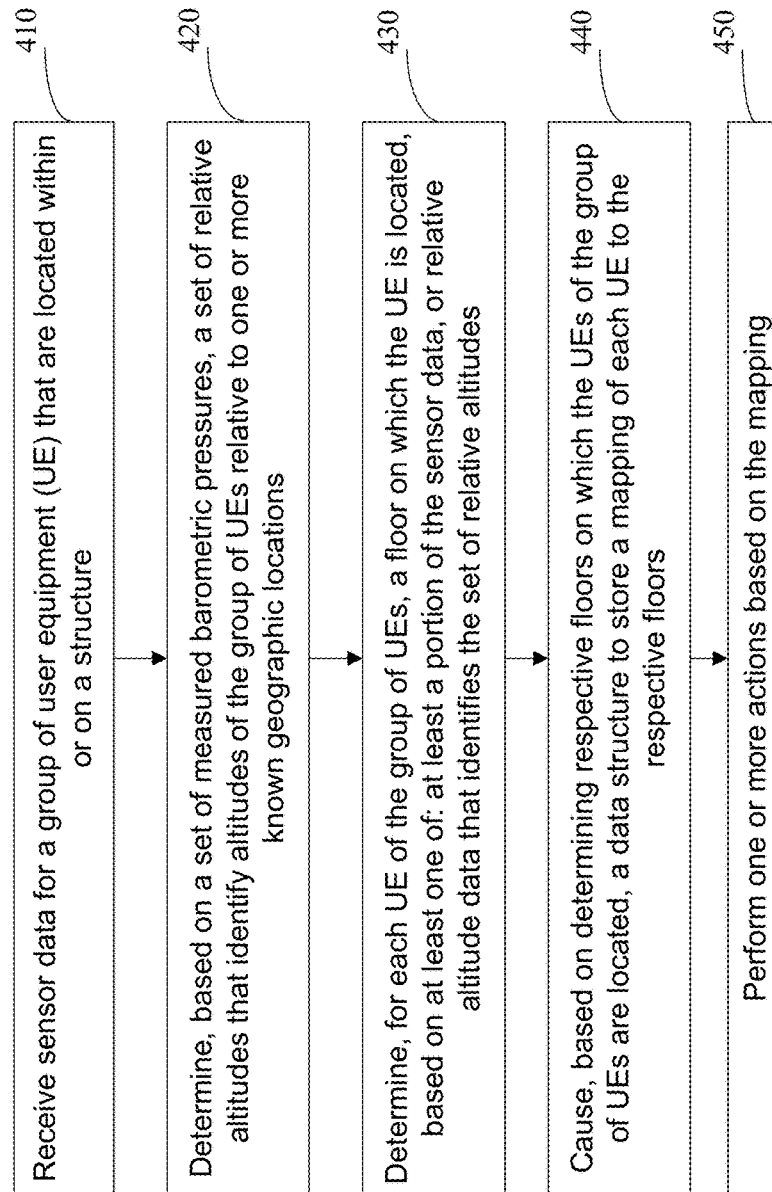 410
Receive sensor data for a group of user equipment (UE) that are located within
or on a structure
420
Determine, based on a set of measured barometric pressures, a set of relative
altitudes that identify altitudes of the group of UEs relative to one or more
known geographic locations
430
Determine, for each UE of the group of UEs, a floor on which the UE is located,
based on at least one of: at least a portion of the sensor data, or relative
altitude data that identifies the set of relative altitudes
440
Cause, based on determining respective floors on which the UEs of the group
of UEs are located, a data structure to store a mapping of each UE to the
respective floors
450
Perform one or more actions based on the mapping